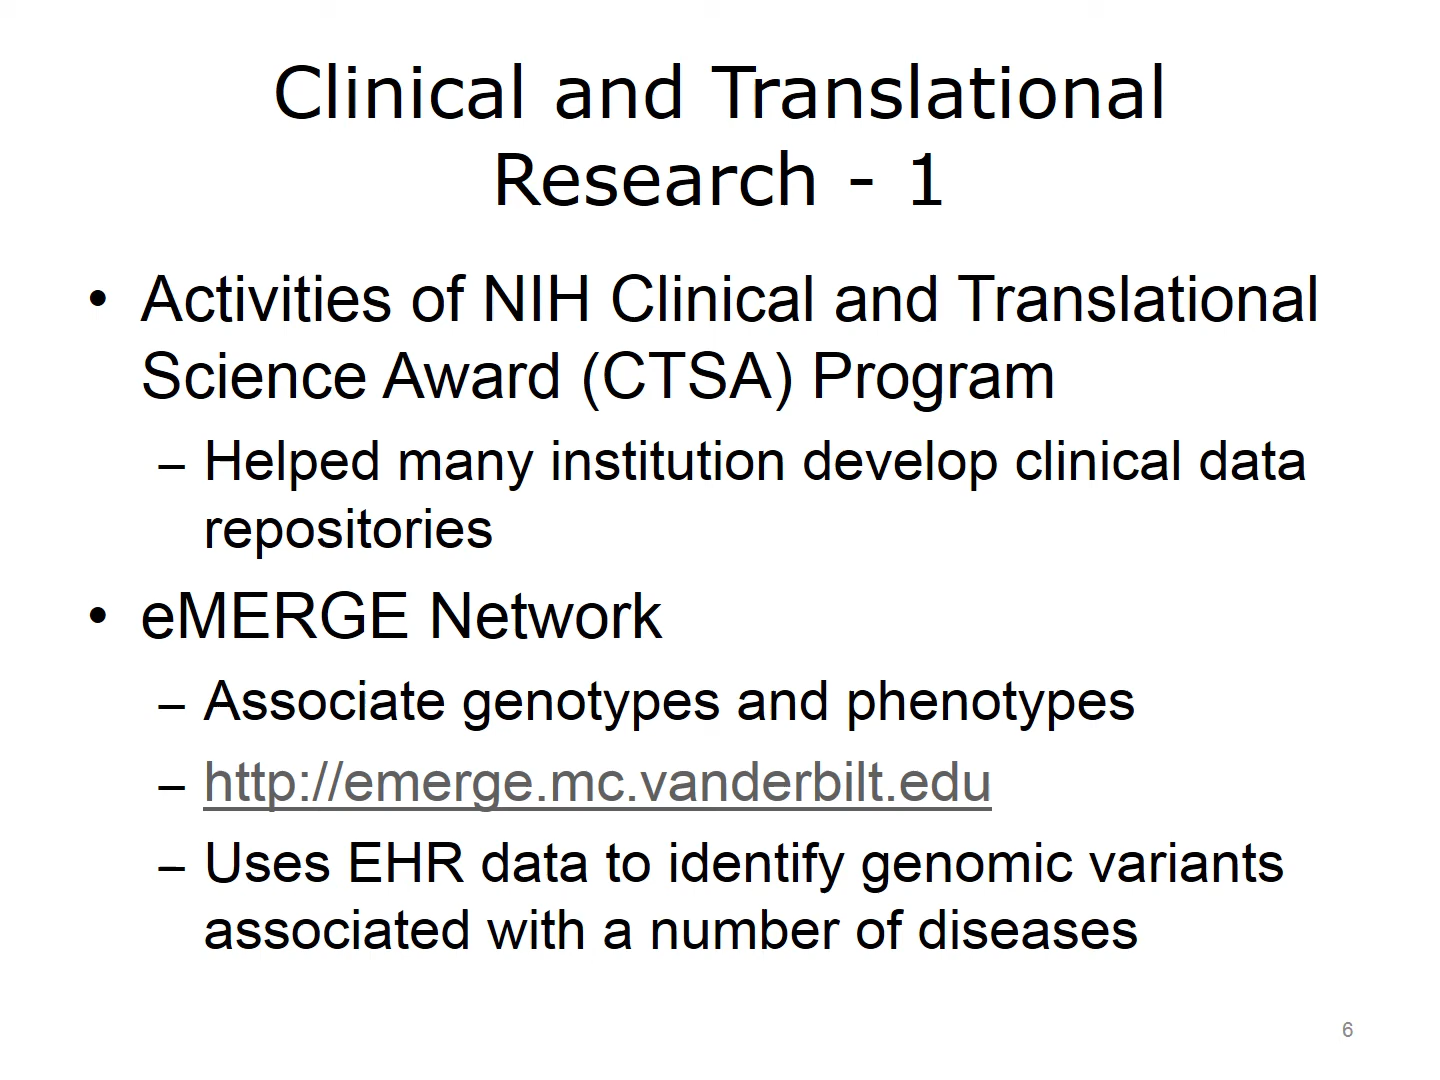 Clinical and Translational
Research - 1
• Activities of NIH Clinical and Translational
Science Award (CTSA) Program
– Helped many institution develop clinical data
repositories
• eMERGE Network
– Associate genotypes and phenotypes
– http://emerge.mc.vanderbilt.edu
– Uses EHR data to identify genomic variants
associated with a number of diseases
6